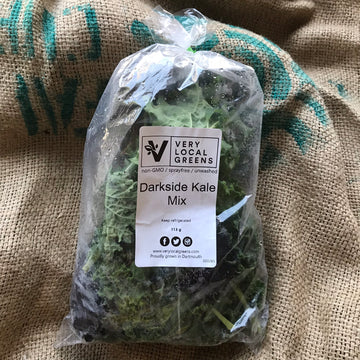 VERY
LOCAL
GREENS
non-GMO / sprayfree / unwashed
Darkside Kale
Mix
keep refrigerated
113 g
www.verylocalgreens.com
Proudly grown in Dartmouth